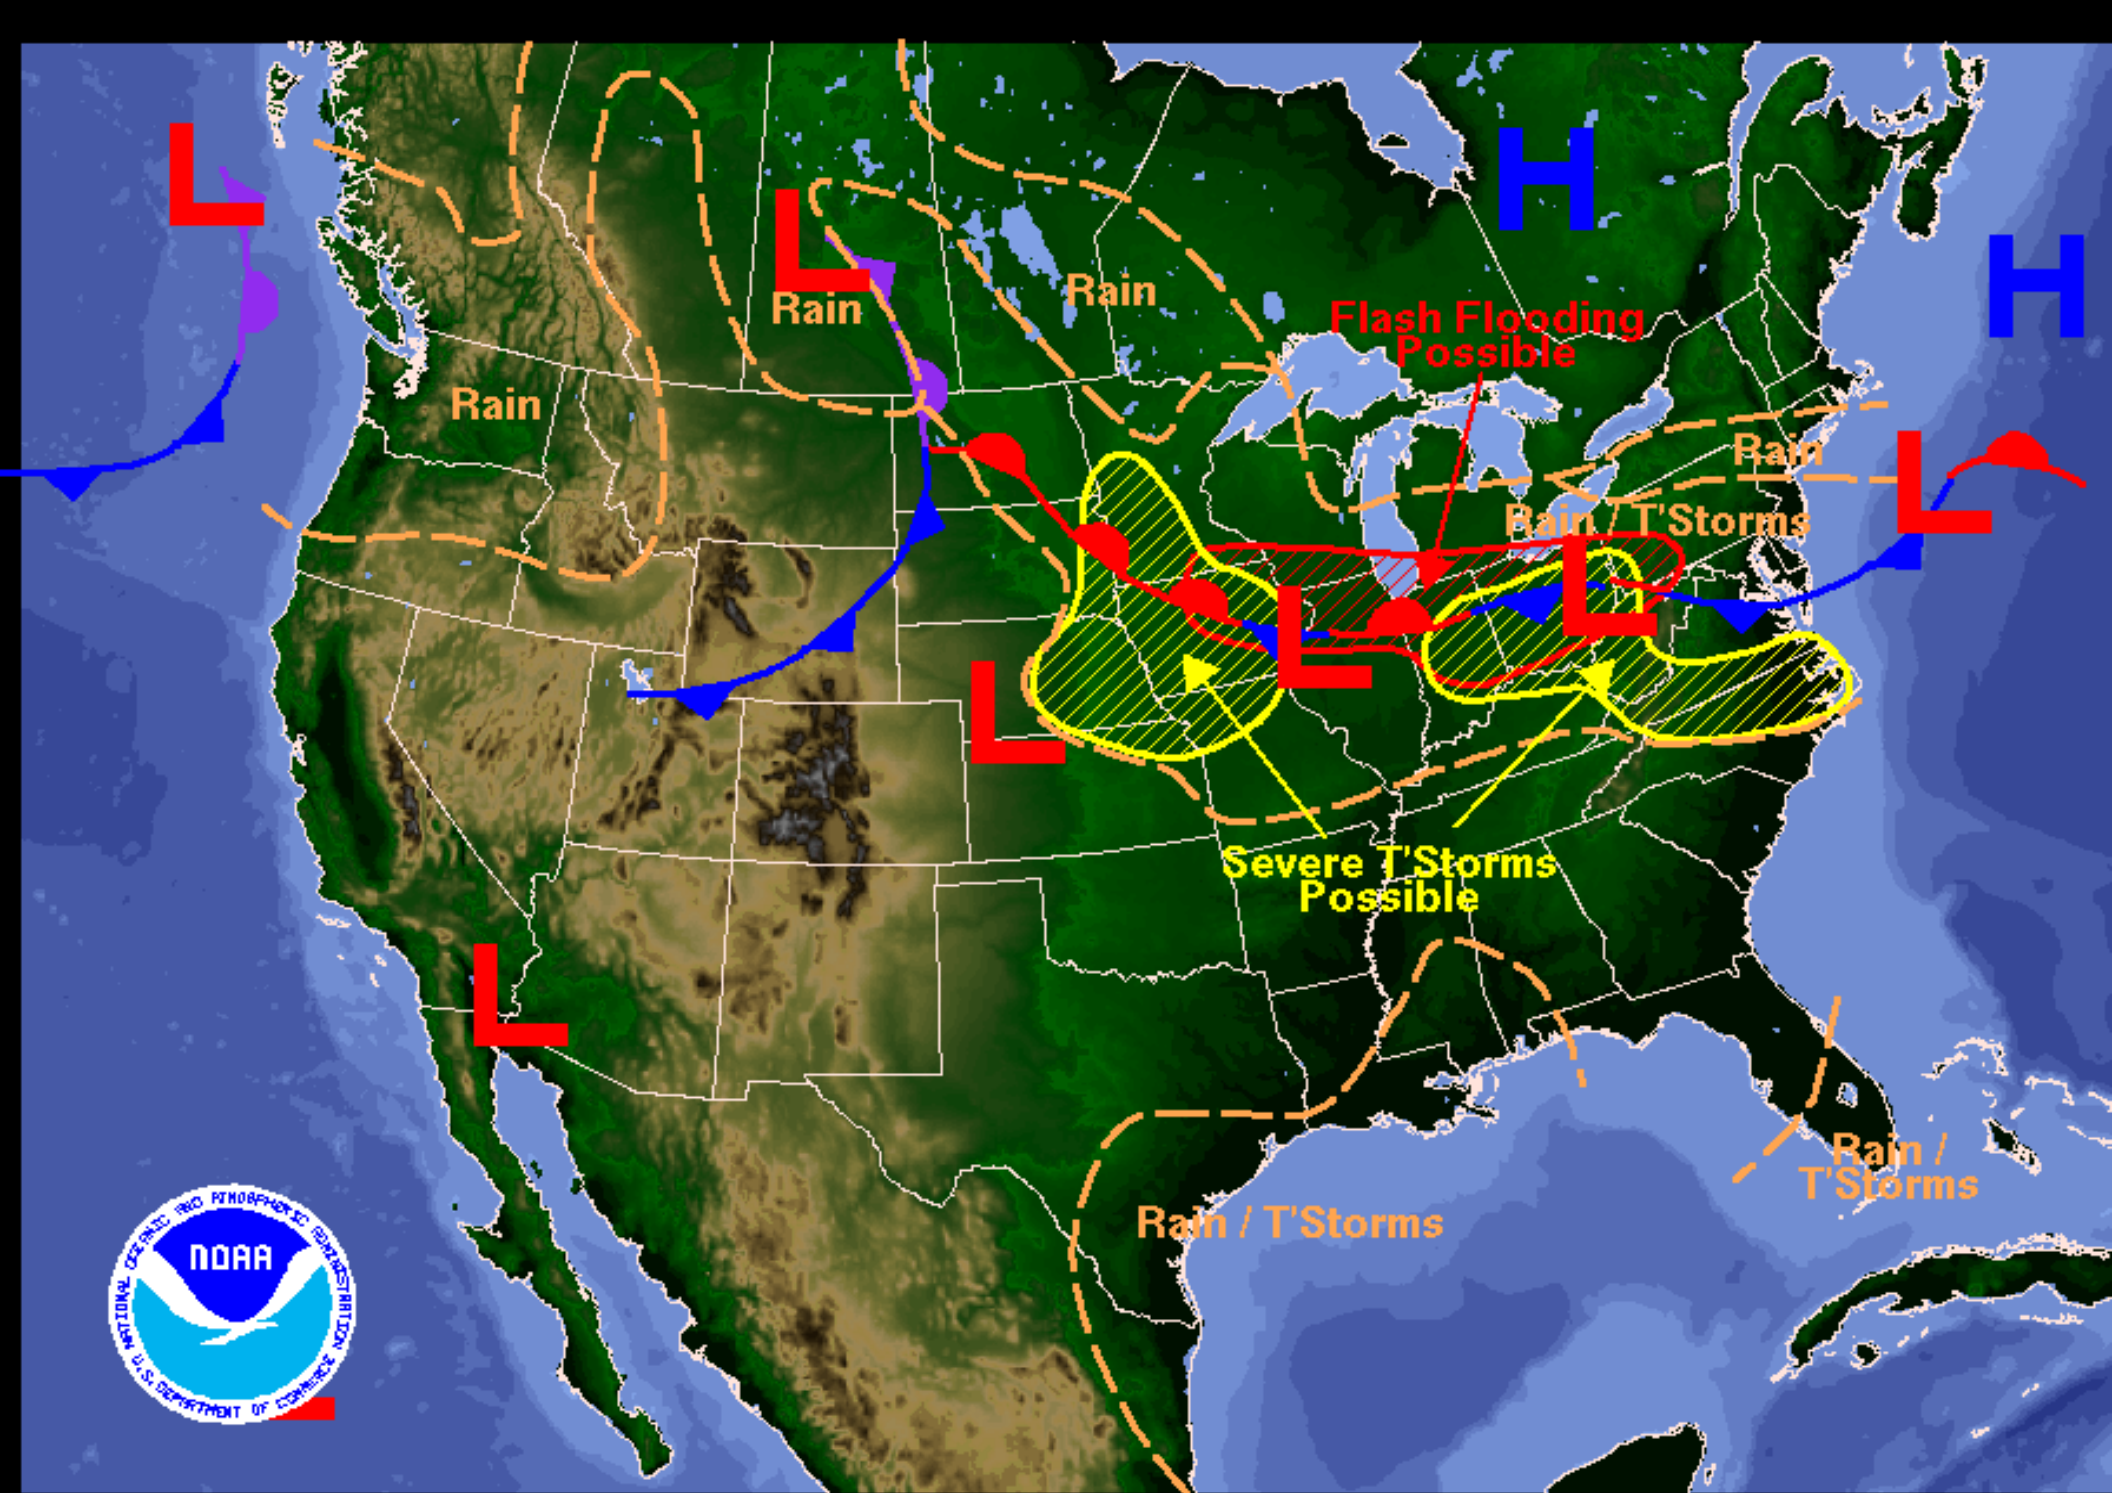 L
H
L
Rain
Rain
H
Flash Flooding
Possible
Rain
Rain
L
Rain / T'Storms
L
L
L
Severe T'Storms
Possible
L
Rain /
T'Storms
Rain / T'Storms
NATIONAL OCEANIC AND ATMOSPHERIC ADMINISTRATION
NOAA
U.S. DEPARTMENT OF COMMERCE